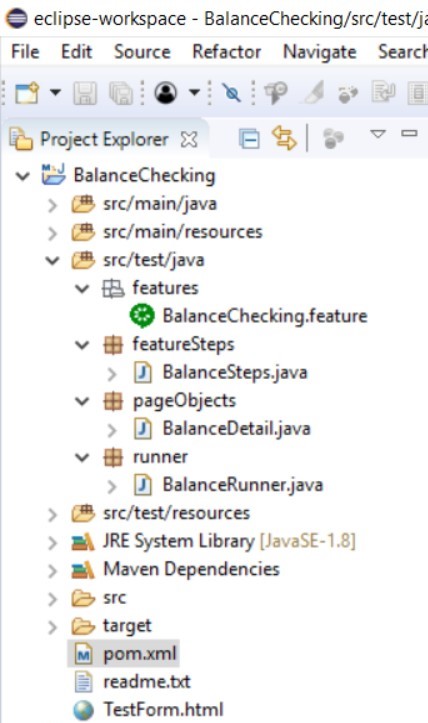 eclipse-workspace - BalanceChecking/src/test/ja
File Edit Source Refactor Navigate Search
Project Explorer
BalanceChecking
src/main/java
src/main/resources
src/test/java
features
BalanceChecking.feature
featureSteps
BalanceSteps.java
pageObjects
BalanceDetail.java
runner
BalanceRunner.java
src/test/resources
JRE System Library [JavaSE-1.8]
Maven Dependencies
src
target
pom.xml
readme.txt
TestForm.html